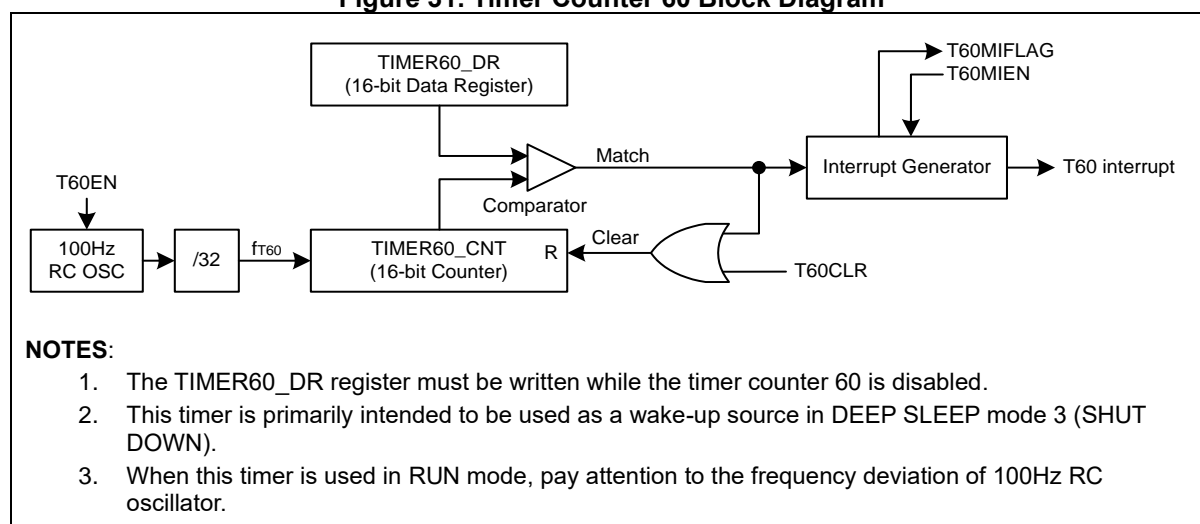 Figure 31. Timer Counter 60 Block Diagram
TIMER60_DR
(16-bit Data Register)
T60MIFLAG
T60MIEN
Match
Interrupt Generator
T60 interrupt
T60EN
Comparator
100Hz
RC OSC
/32
fT60
TIMER60_CNT
(16-bit Counter)
R
Clear
T60CLR
NOTES:
1. The TIMER60_DR register must be written while the timer counter 60 is disabled.
2. This timer is primarily intended to be used as a wake-up source in DEEP SLEEP mode 3 (SHUT
DOWN).
3. When this timer is used in RUN mode, pay attention to the frequency deviation of 100Hz RC
oscillator.